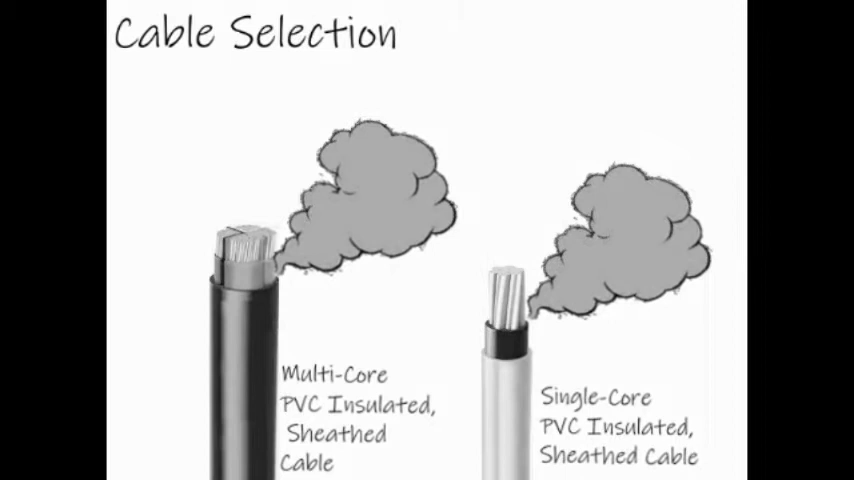 Cable Selection
Multi-Core
PVC Insulated,
Sheathed
Cable
Single-Core
PVC Insulated,
Sheathed Cable